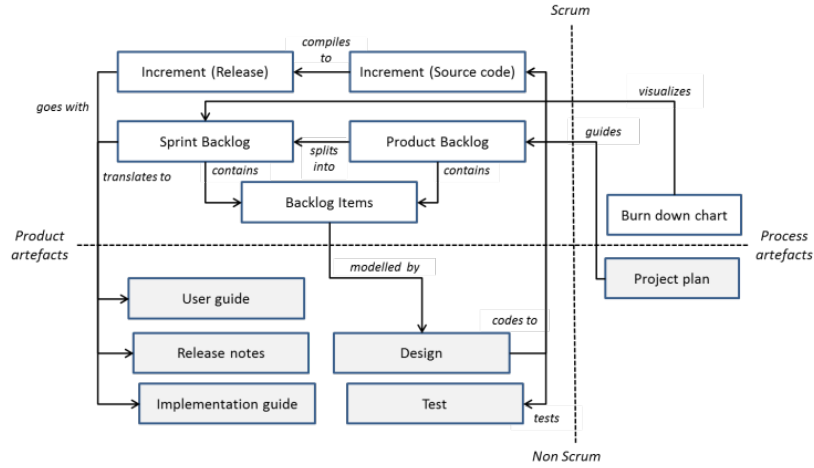 Scrum
compiles
to
Increment (Release)
Increment (Source code)
visualizes
goes with
Sprint Backlog
Product Backlog
guides
splits
into
translates to
contains
contains
Backlog Items
Burn down chart
Product
artefacts
Process
artefacts
modelled by
Project plan
User guide
codes to
Release notes
Design
Implementation guide
Test
tests
Non Scrum